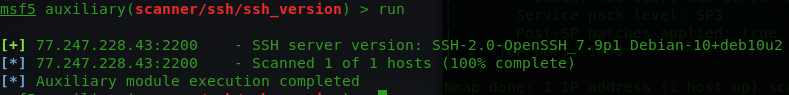 msf5 auxiliary(scanner/ssh/ssh_version) > run
Service pack level: SP3
[+] 77.247.228.43:2200 - SSH server version: SSH-2.0-OpenSSH_7.9p1 Debian-10+deb10u2
[*] 77.247.228.43:2200 - Scanned 1 of 1 hosts (100% complete)
[*] Auxiliary module execution completed
Nmap done: 1 IP address (1 host up)